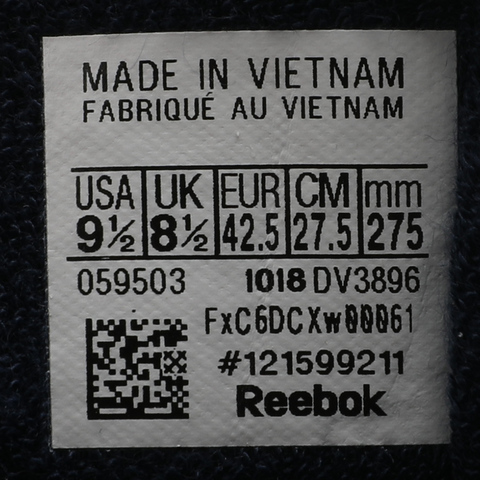 MADE IN VIETNAM
FABRIQUÉ AU VIETNAM
USA UK EUR CM mm
9½ 8½ 42.5 27.5 275
059503 1018 DV3896
FxC6DCXw00061
#121599211
Reebok